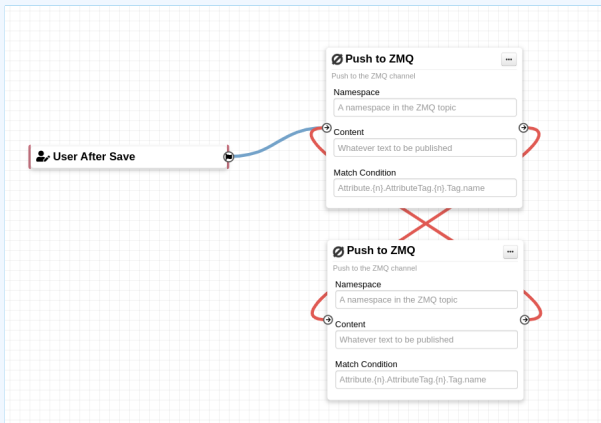 Push to ZMQ
Push to the ZMQ channel
Namespace
A namespace in the ZMQ topic
Content
Whatever text to be published
Match Condition
Attribute.{n}.AttributeTag.{n}.Tag.name
User After Save
Push to ZMQ
Push to the ZMQ channel
Namespace
A namespace in the ZMQ topic
Content
Whatever text to be published
Match Condition
Attribute.{n}.AttributeTag.{n}.Tag.name